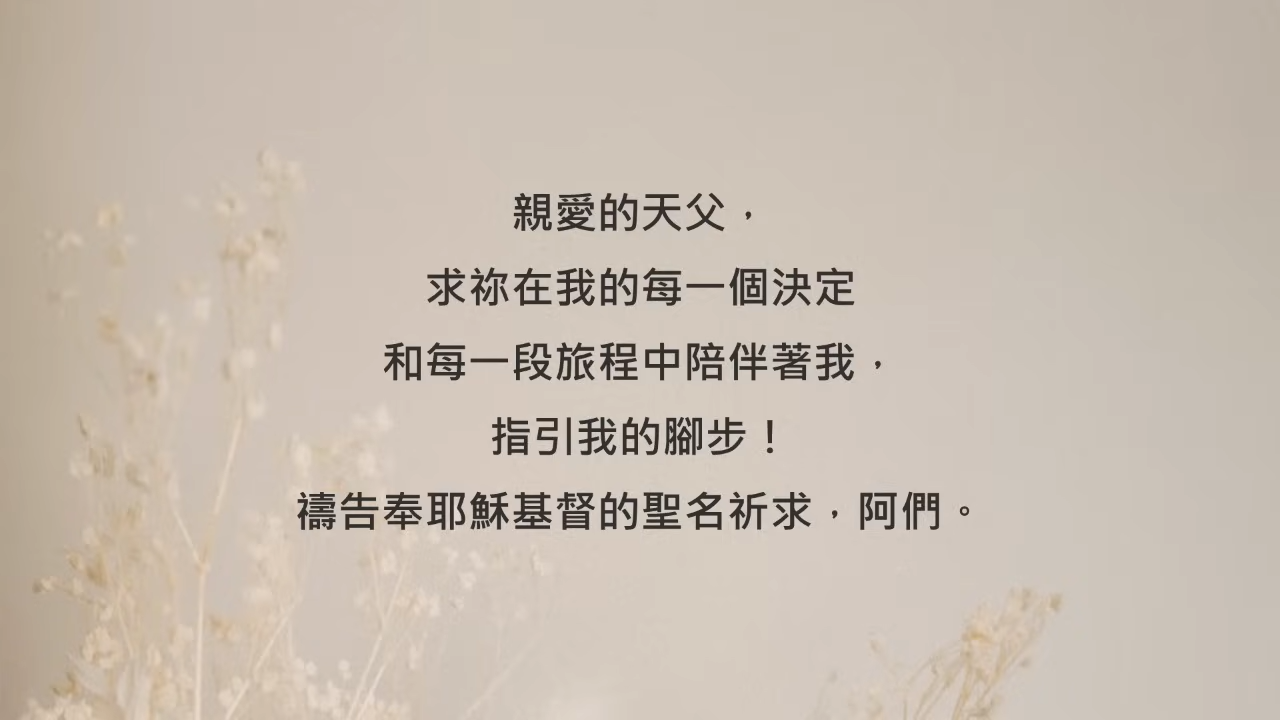 親愛的天父，
求祢在我的每一個決定
和每一段旅程中陪伴著我，
指引我的腳步！
禱告奉耶穌基督的聖名祈求，阿們。